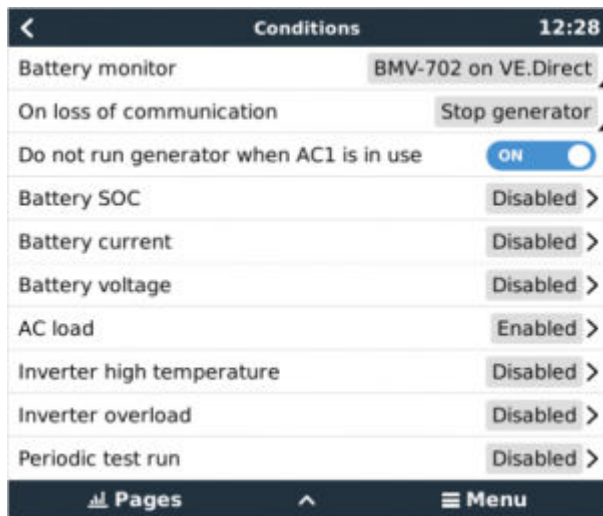 Conditions 12:28
Battery monitor BMV-702 on VE.Direct
On loss of communication Stop generator
Do not run generator when AC1 is in use ON
Battery SOC Disabled
Battery current Disabled
Battery voltage Disabled
AC load Enabled
Inverter high temperature Disabled
Inverter overload Disabled
Periodic test run Disabled
Pages Menu